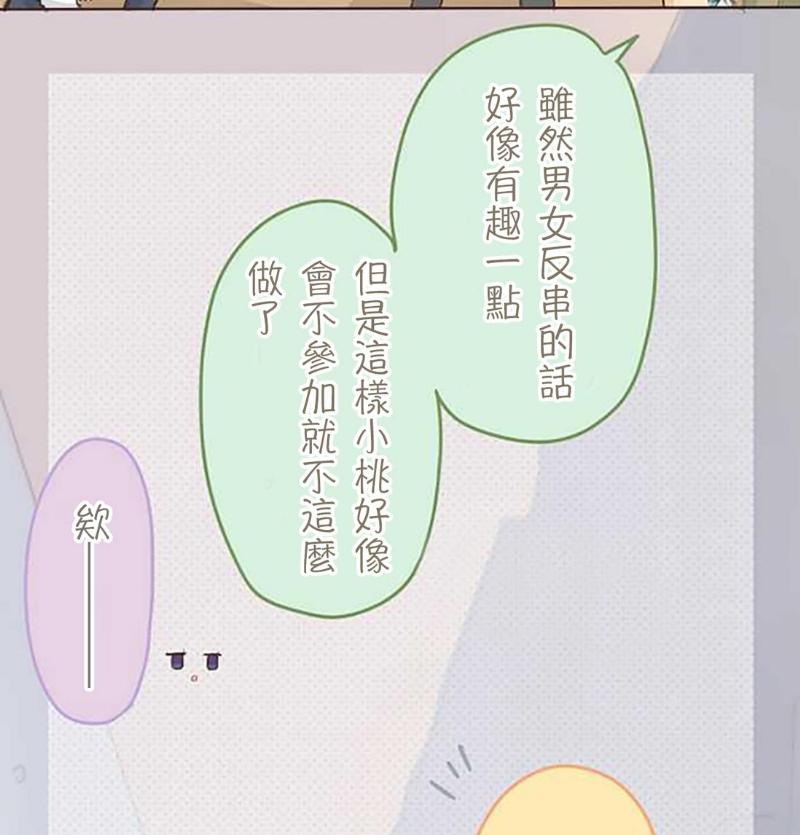 雖然男女反串的話
好像有趣一點
但是這樣小桃好像
會不參加就不這麼
做了
欸——